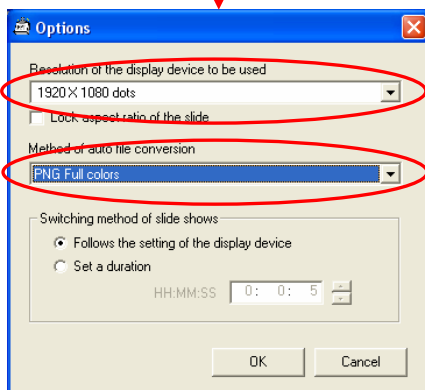 Options
Resolution of the display device to be used
1920 X 1080 dots
Lock aspect ratio of the slide
Method of auto file conversion
PNG Full colors
Switching method of slide shows
Follows the setting of the display device
Set a duration
HH:MM:SS 0: 0: 5
OK Cancel